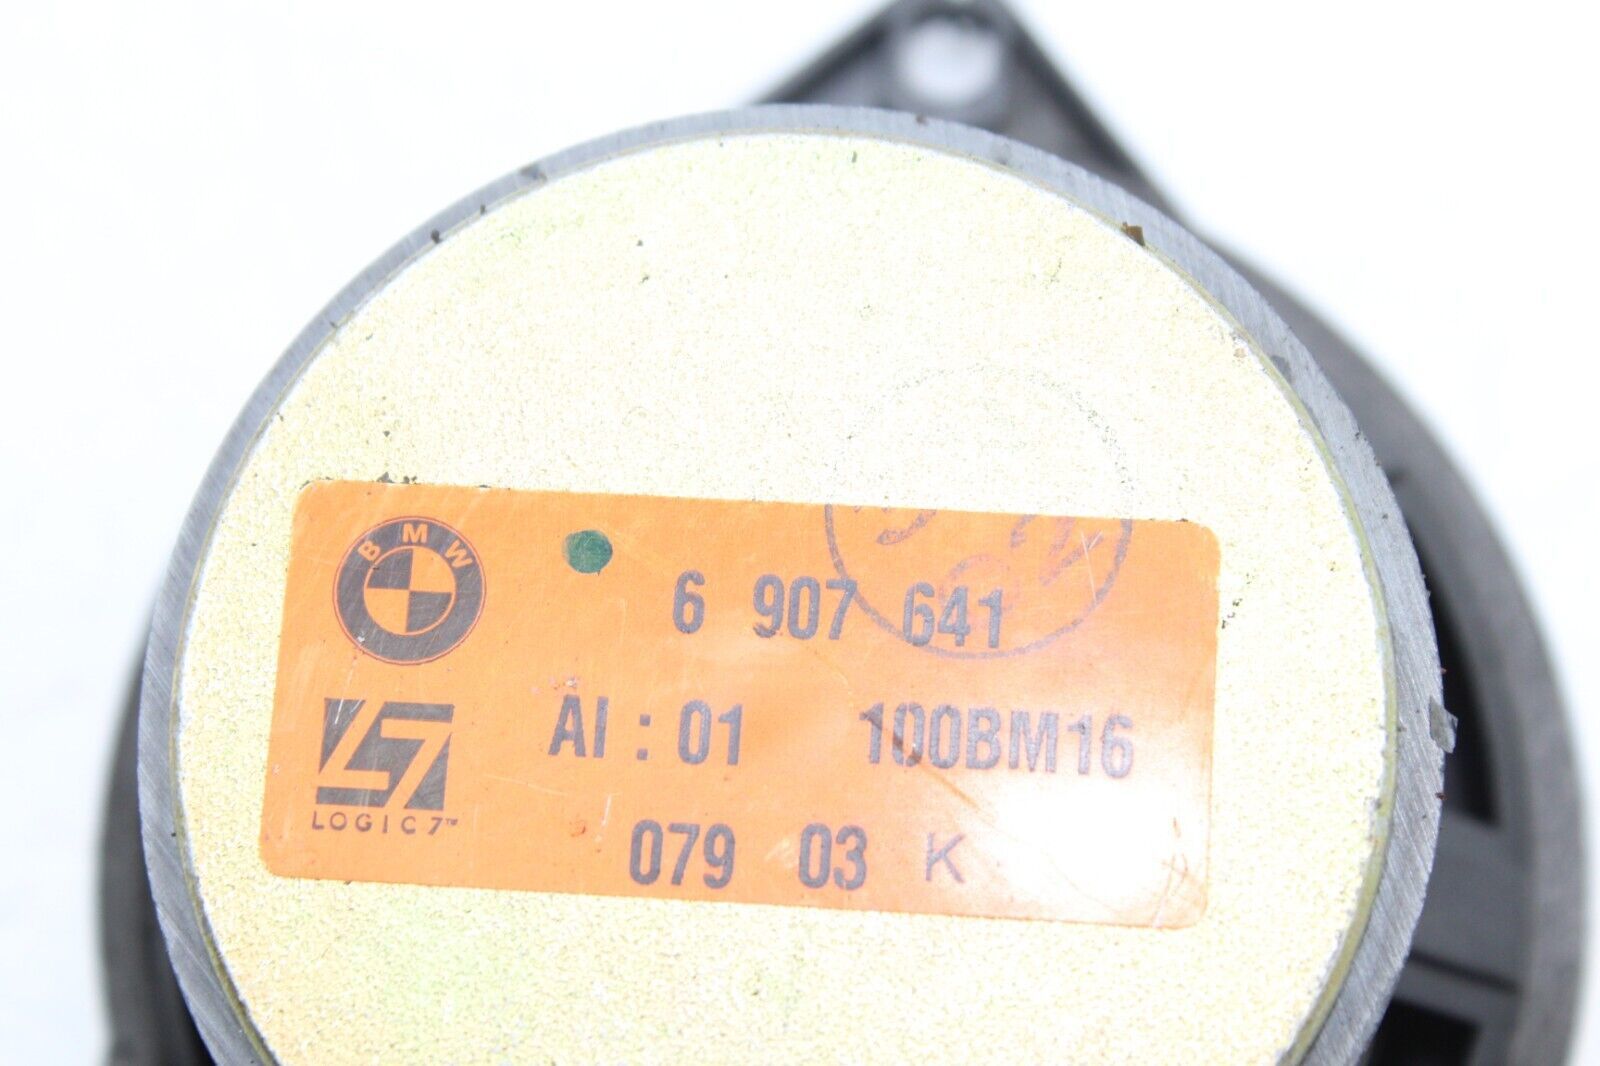 BMW
6 907 641
AI : 01 100BM16
LOGIC7™
079 03 K